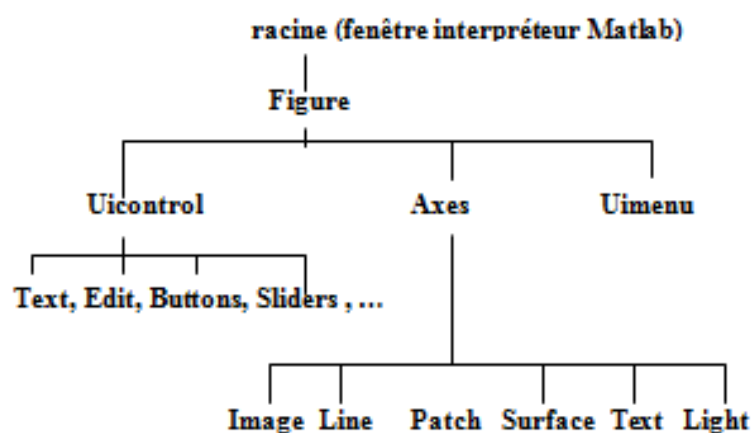 racine (fenêtre interpréteur Matlab)
Figure
Uicontrol Axes Uimenu
Text, Edit, Buttons, Sliders , ...
Image Line Patch Surface Text Light